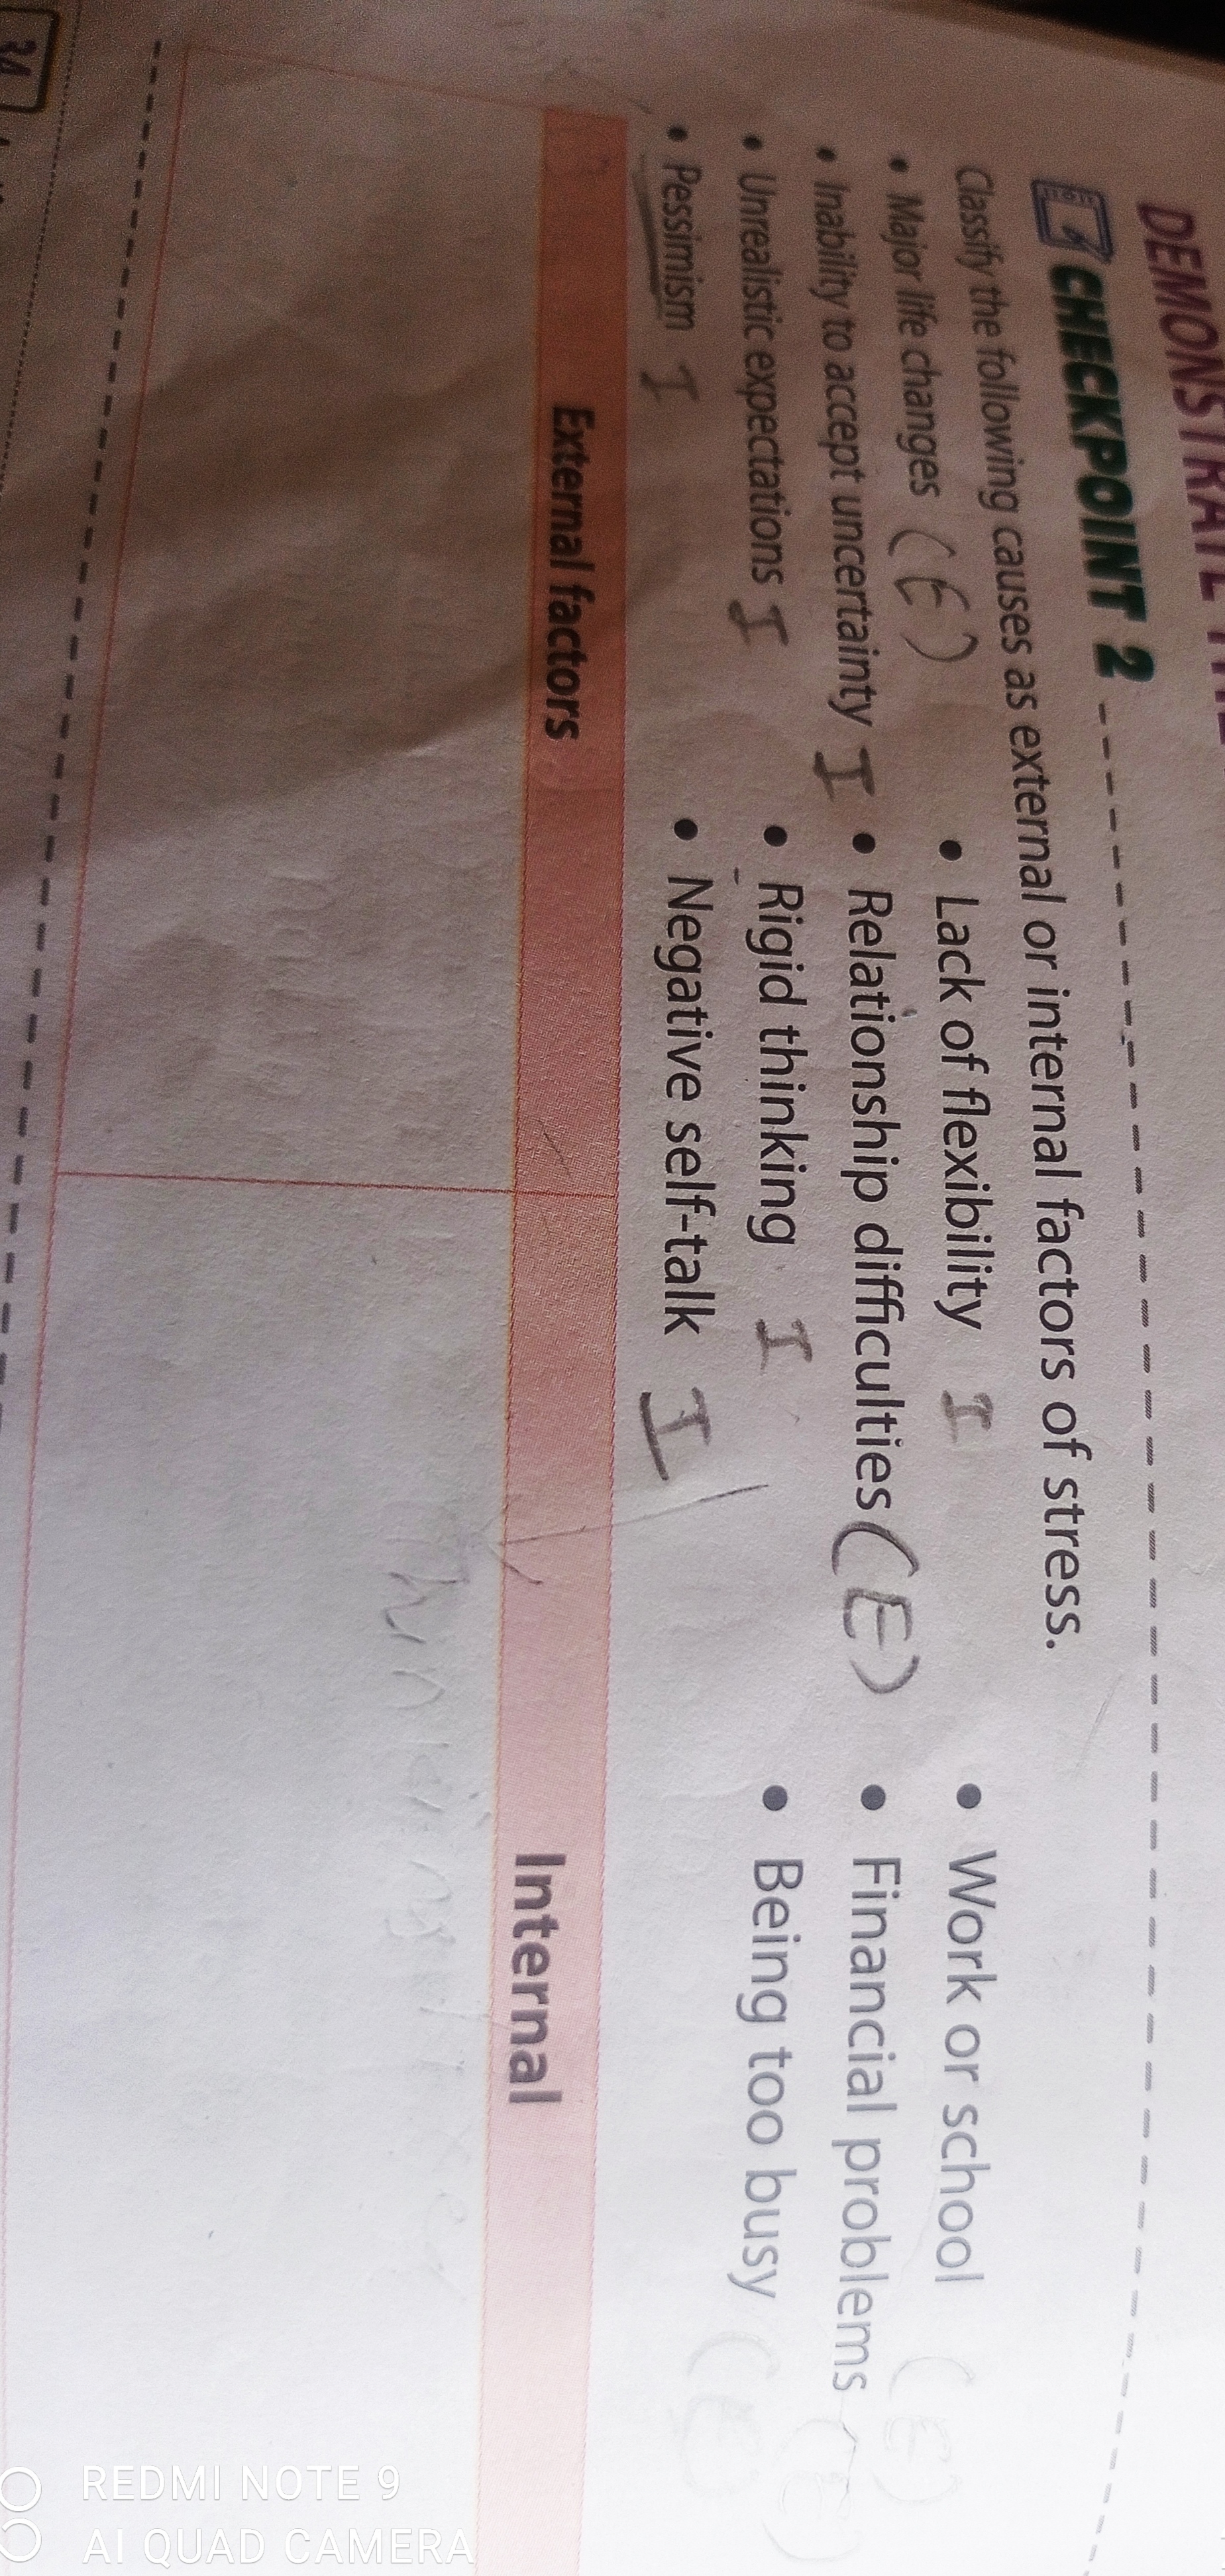 CHECKPOINT 2
Classify the following causes as external or internal factors of stress.
• Major life changes (E)
• Lack of flexibility I
• Work or school (E)
• Inability to accept uncertainty I
• Relationship difficulties (E)
• Financial problems (E)
• Unrealistic expectations I
• Rigid thinking I
• Being too busy (E)
• Pessimism I
• Negative self-talk I
External factors
Internal
34
REDMI NOTE 9
AI QUAD CAMERA